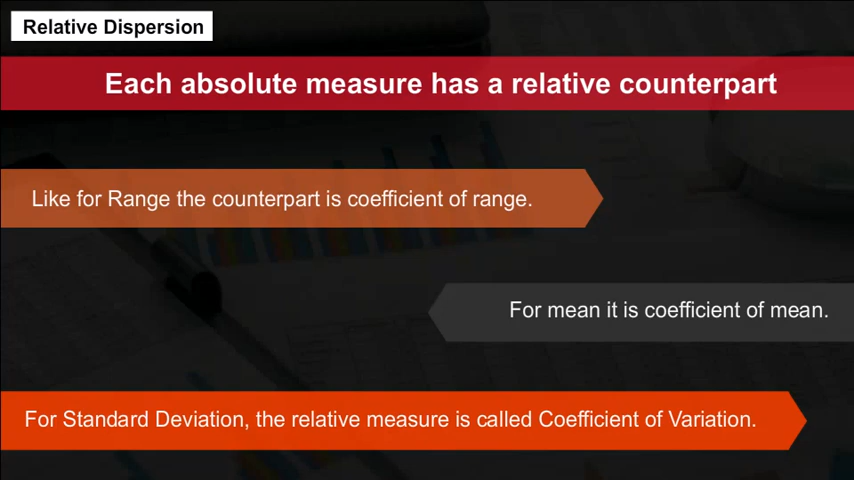 Relative Dispersion
Each absolute measure has a relative counterpart
Like for Range the counterpart is coefficient of range.
For mean it is coefficient of mean.
For Standard Deviation, the relative measure is called Coefficient of Variation.